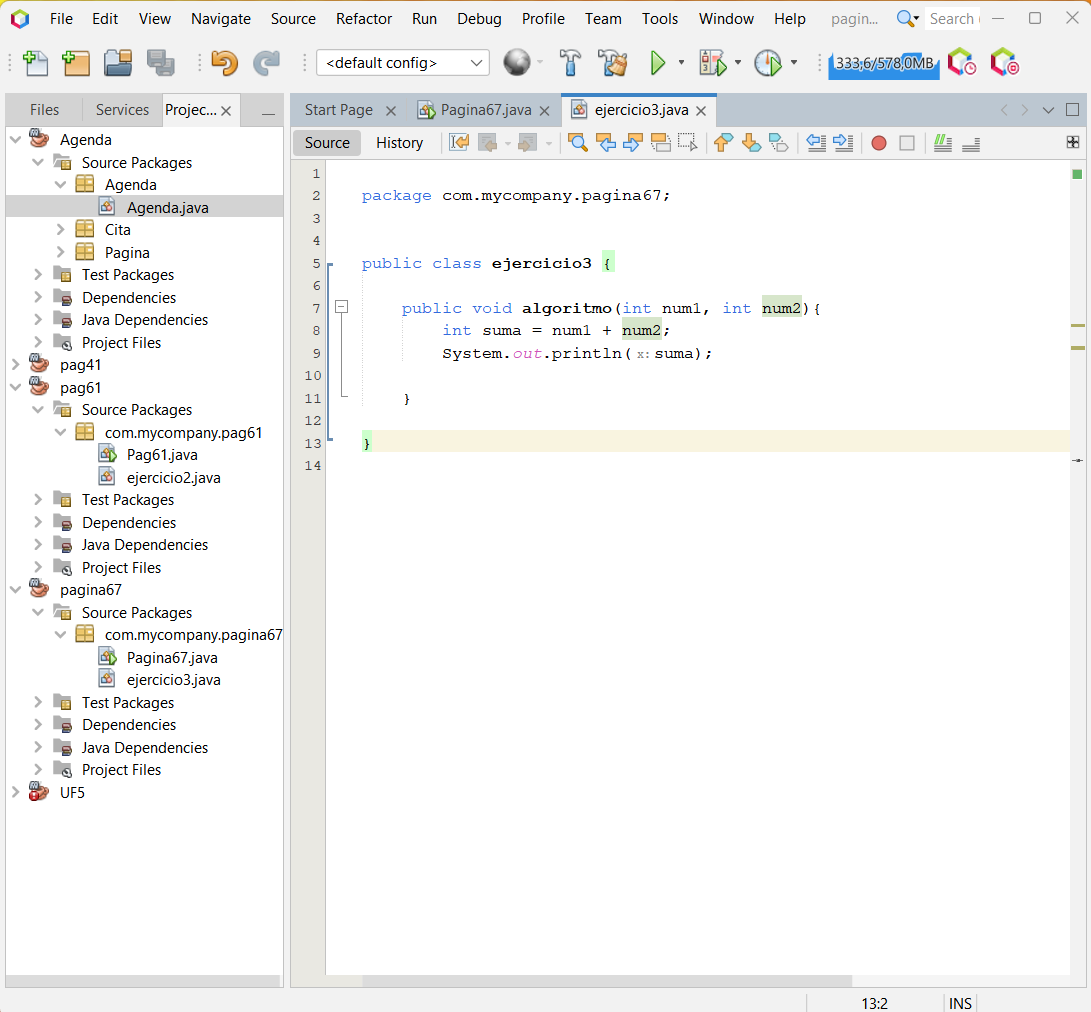 File Edit View Navigate Source Refactor Run Debug Profile Team Tools Window Help pagin... Search
<default config> 333;6/578,0MB
Files Services Projec... Start Page Pagina67.java ejercicio3.java
Source History
Agenda
Source Packages
Agenda
Agenda.java
Cita
Pagina
Test Packages
Dependencies
Java Dependencies
Project Files
pag41
pag61
Source Packages
com.mycompany.pag61
Pag61.java
ejercicio2.java
Test Packages
Dependencies
Java Dependencies
Project Files
pagina67
Source Packages
com.mycompany.pagina67
Pagina67.java
ejercicio3.java
Test Packages
Dependencies
Java Dependencies
Project Files
UF5
1
2 package com.mycompany.pagina67;
3
4
5 public class ejercicio3 {
6
7 public void algoritmo(int num1, int num2){
8 int suma = num1 + num2;
9 System.out.println(x:suma);
10
11 }
12
13 }
14
13:2 INS